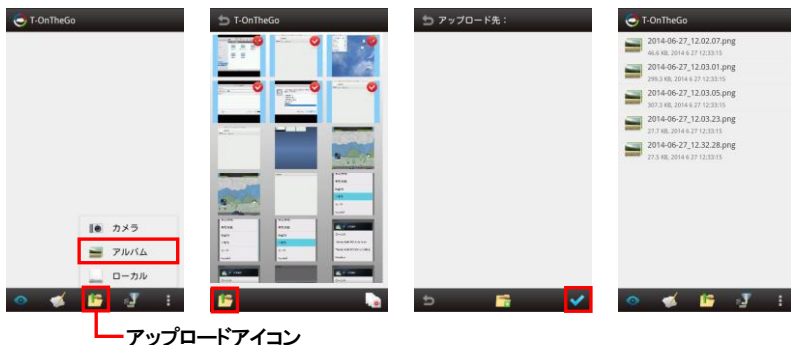 T-OnTheGo
カメラ
アルバム
ローカル
アップロードアイコン
T-OnTheGo
アップロード先：
T-OnTheGo
2014-06-27_12.02.07.png
46.6 KB, 2014 6 27 12:33:15
2014-06-27_12.03.01.png
299.3 KB, 2014 6 27 12:33:15
2014-06-27_12.03.05.png
307.3 KB, 2014 6 27 12:33:15
2014-06-27_12.03.23.png
27.7 KB, 2014 6 27 12:33:15
2014-06-27_12.32.28.png
27.5 KB, 2014 6 27 12:33:15